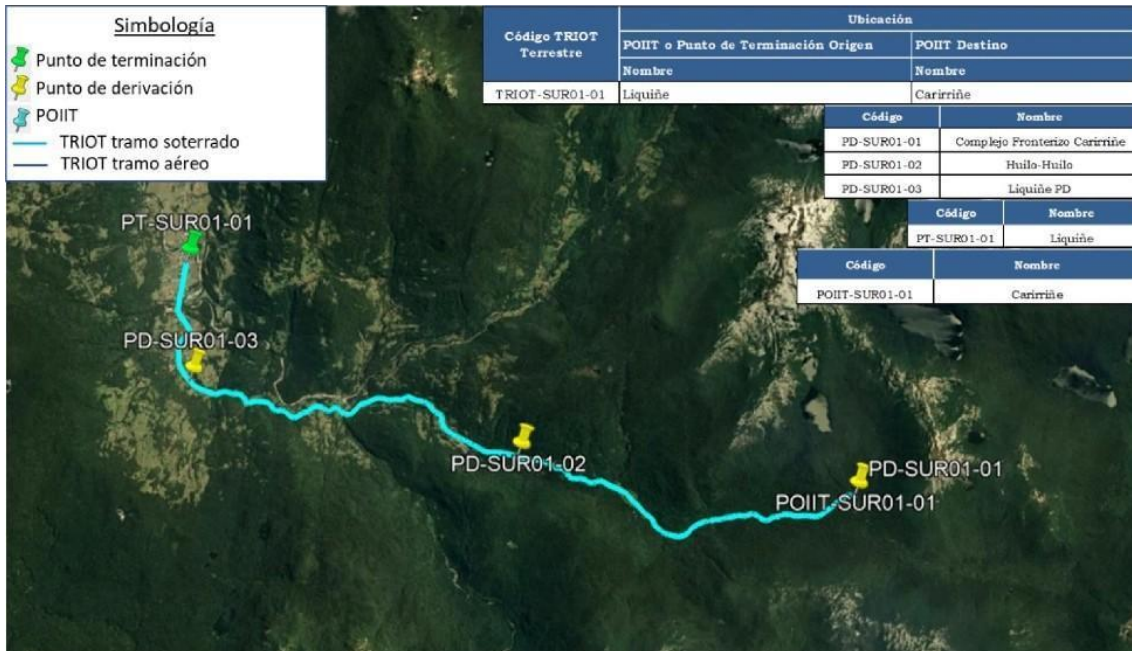 Simbología
Punto de terminación
Punto de derivación
POIIT
TRIOT tramo soterrado
TRIOT tramo aéreo
Código TRIOT Terrestre
Ubicación
POIIT o Punto de Terminación Origen
POIIT Destino
Nombre
Nombre
TRIOT-SUR01-01
Liquiñe
Carirriñe
Código
Nombre
PD-SUR01-01
Complejo Fronterizo Carirriñe
PD-SUR01-02
Huilo-Huilo
PD-SUR01-03
Liquiñe PD
Código
Nombre
PT-SUR01-01
Liquiñe
Código
Nombre
POIIT-SUR01-01
Carirriñe
PT-SUR01-01
PD-SUR01-03
PD-SUR01-02
PD-SUR01-01
POIIT-SUR01-01